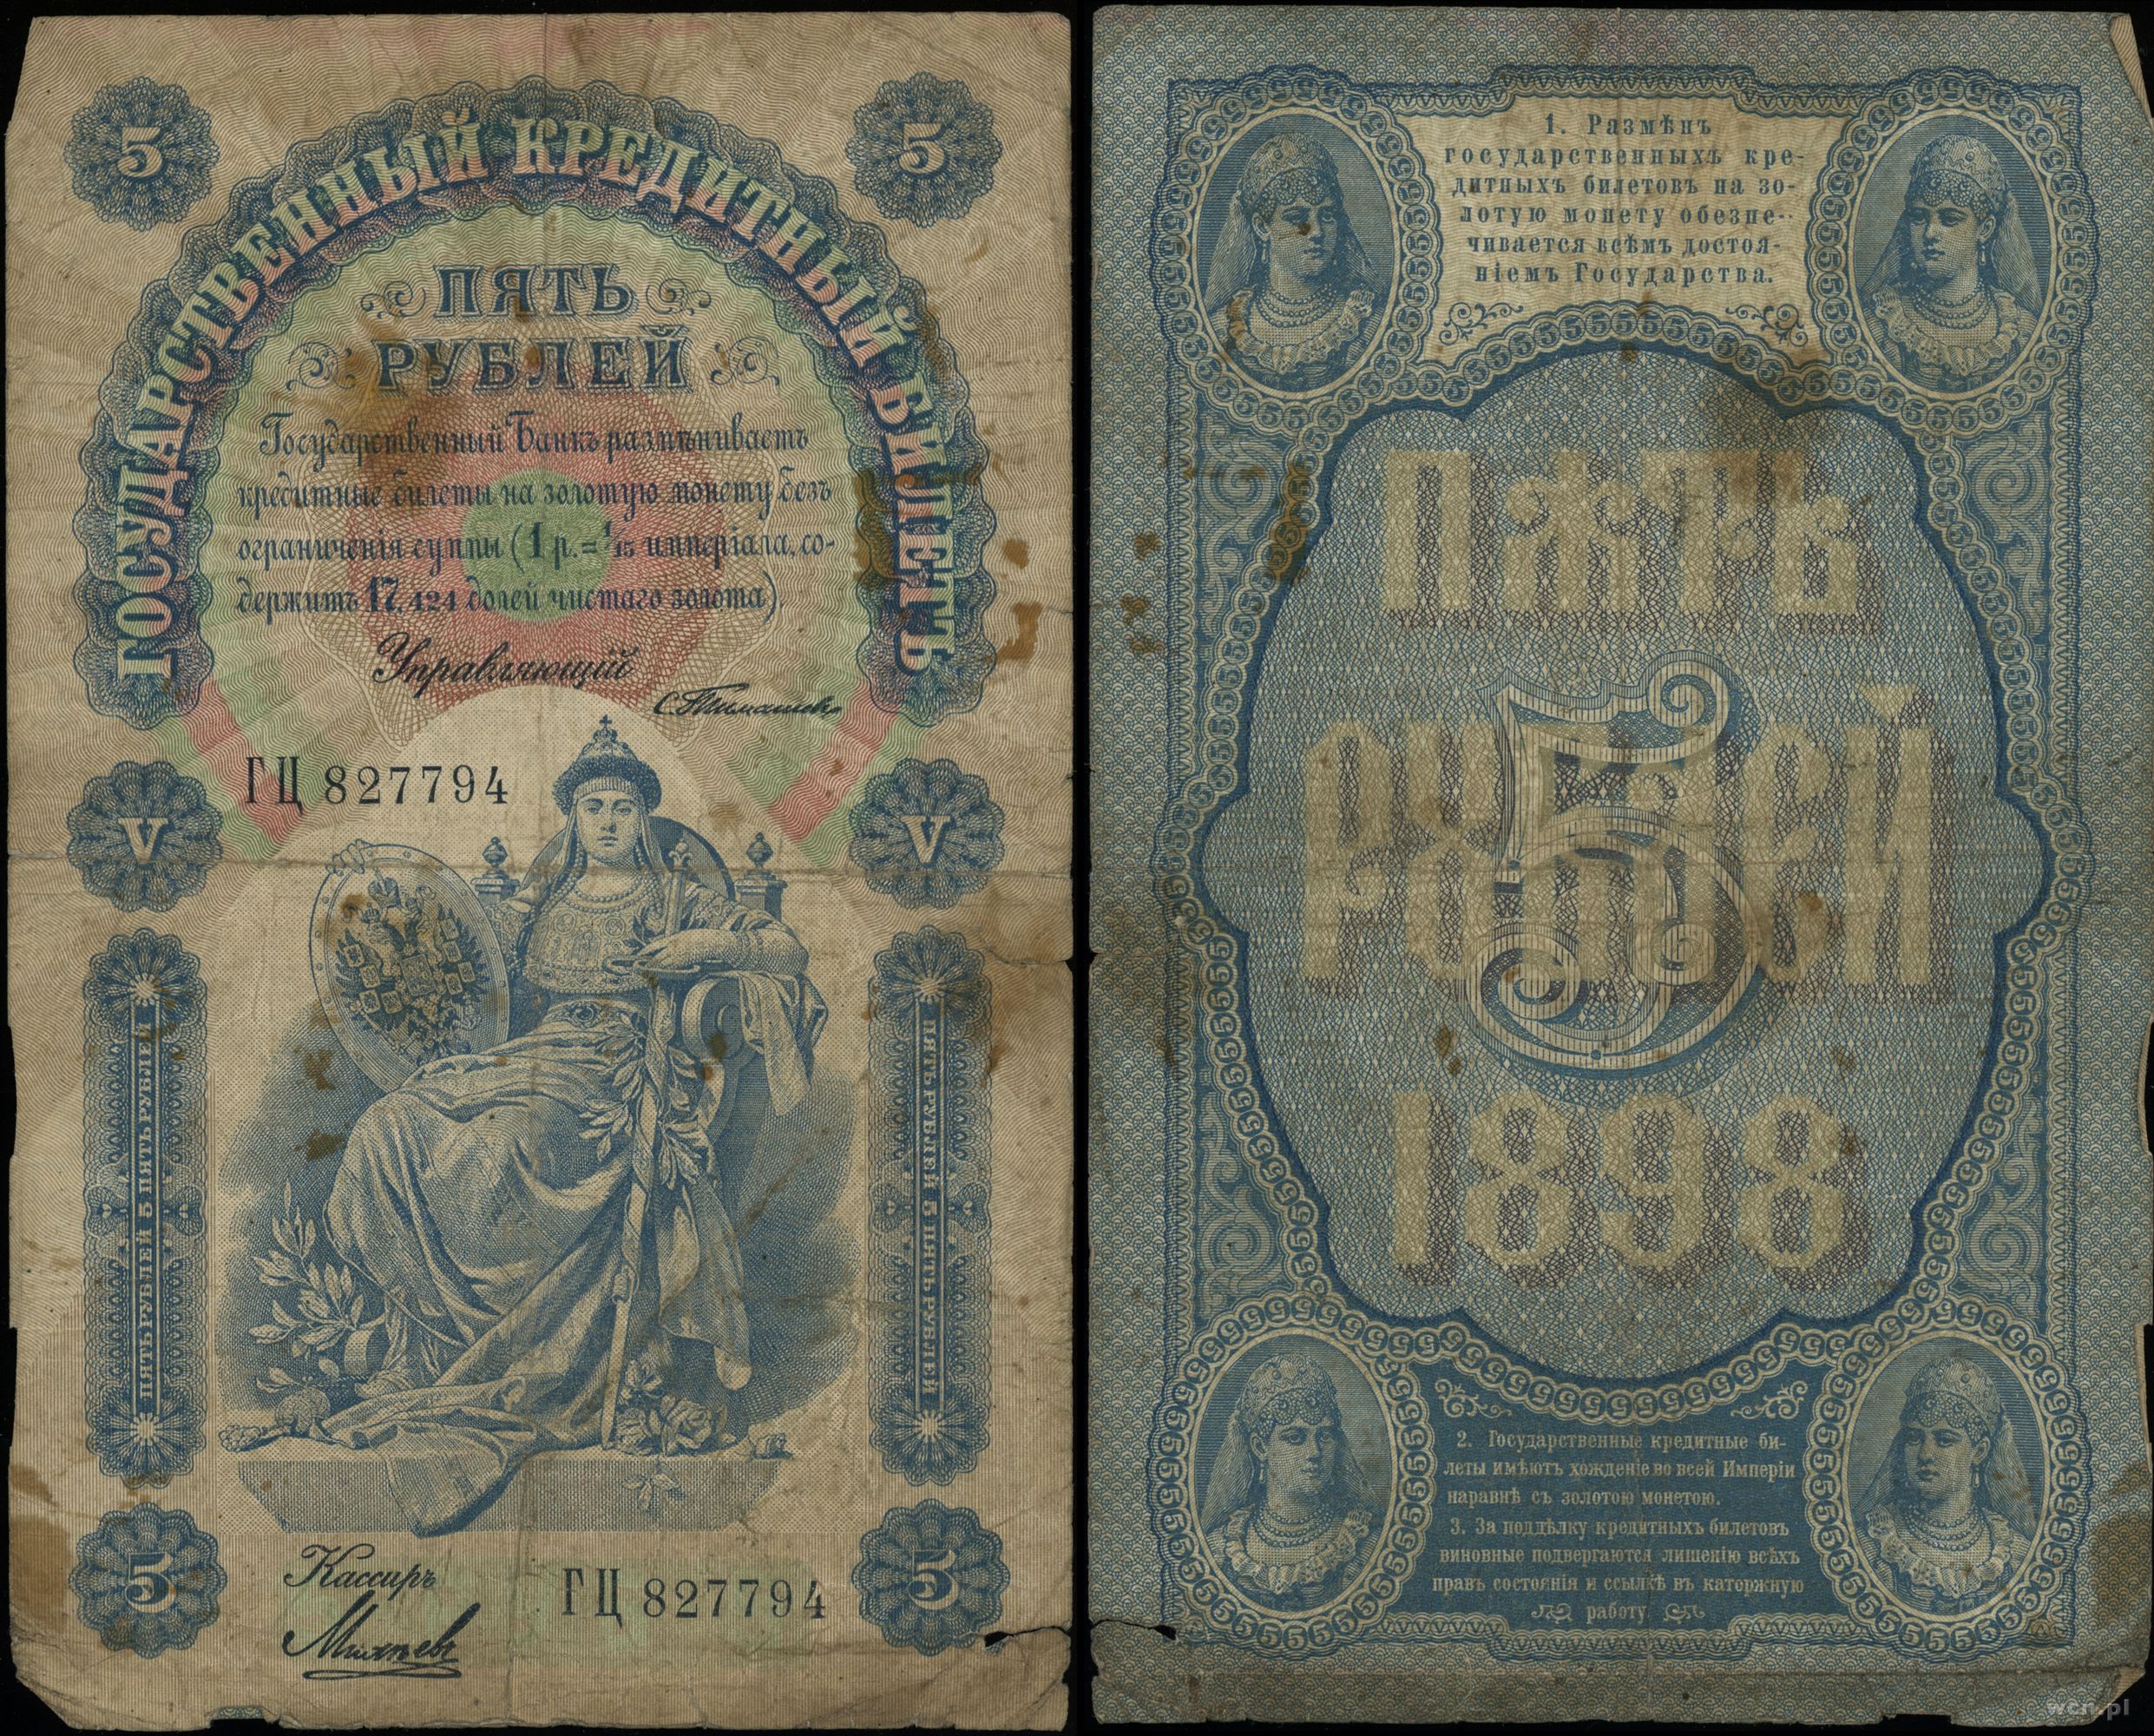 5
5
ГОСУДАРСТВЕННЫЙ КРЕДИТНЫЙ БИЛЕТЪ
ПЯТЬ
РУБЛЕЙ
Государственный Банкъ размѣниваетъ
кредитные билеты на золотую монету безъ
ограниченія суммы (1 р. = 1/15 имперіала, со-
держитъ 17,424 долей чистаго золота).
Управляющій
С. Тимашевъ
ГЦ 827794
V
V
ПЯТЬ РУБЛЕЙ 5 ПЯТЬ РУБЛЕЙ
ПЯТЬ РУБЛЕЙ 5 ПЯТЬ РУБЛЕЙ
5
5
Кассиръ
Михѣевъ
ГЦ 827794
1. Размѣнъ
государственныхъ кре-
дитныхъ билетовъ на зо-
лотую монету обезпе-
чивается всѣмъ достоя-
ніемъ Государства.
ПЯТЬ
РУБЛЕЙ
5
1898
2. Государственные кредитные би-
леты имѣютъ хожденіе во всей Имперіи
наравнѣ съ золотою монетою.
3. За поддѣлку кредитныхъ билетовъ
виновные подвергаются лишенію всѣхъ
правъ состоянія и ссылкѣ въ каторжную
работу.
wcn.pl